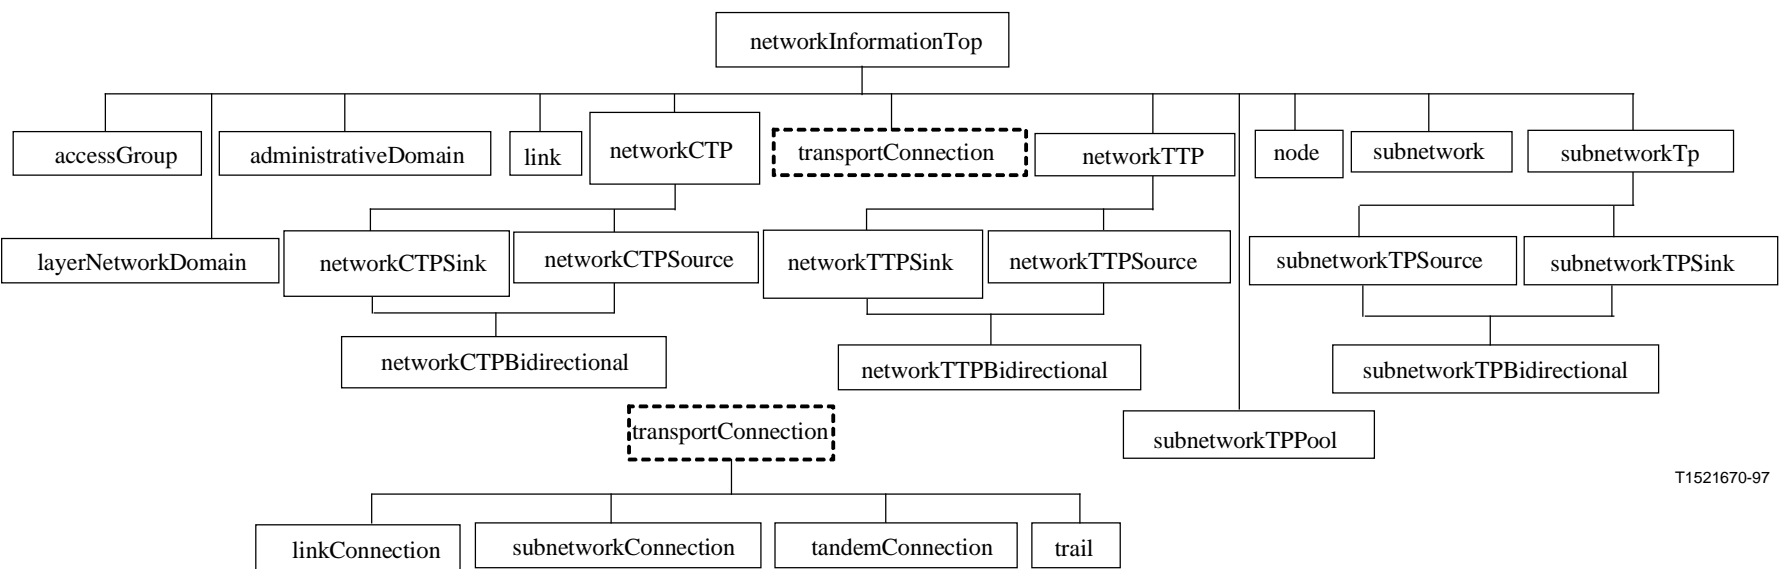 networkInformationTop
accessGroup
administrativeDomain
link
networkCTP
transportConnection
networkTTP
node
subnetwork
subnetworkTp
layerNetworkDomain
networkCTPSink
networkCTPSource
networkTTPSink
networkTTPSource
subnetworkTPSource
subnetworkTPSink
networkCTPBidirectional
networkTTPBidirectional
subnetworkTPBidirectional
transportConnection
subnetworkTPPool
T1521670-97
linkConnection
subnetworkConnection
tandemConnection
trail